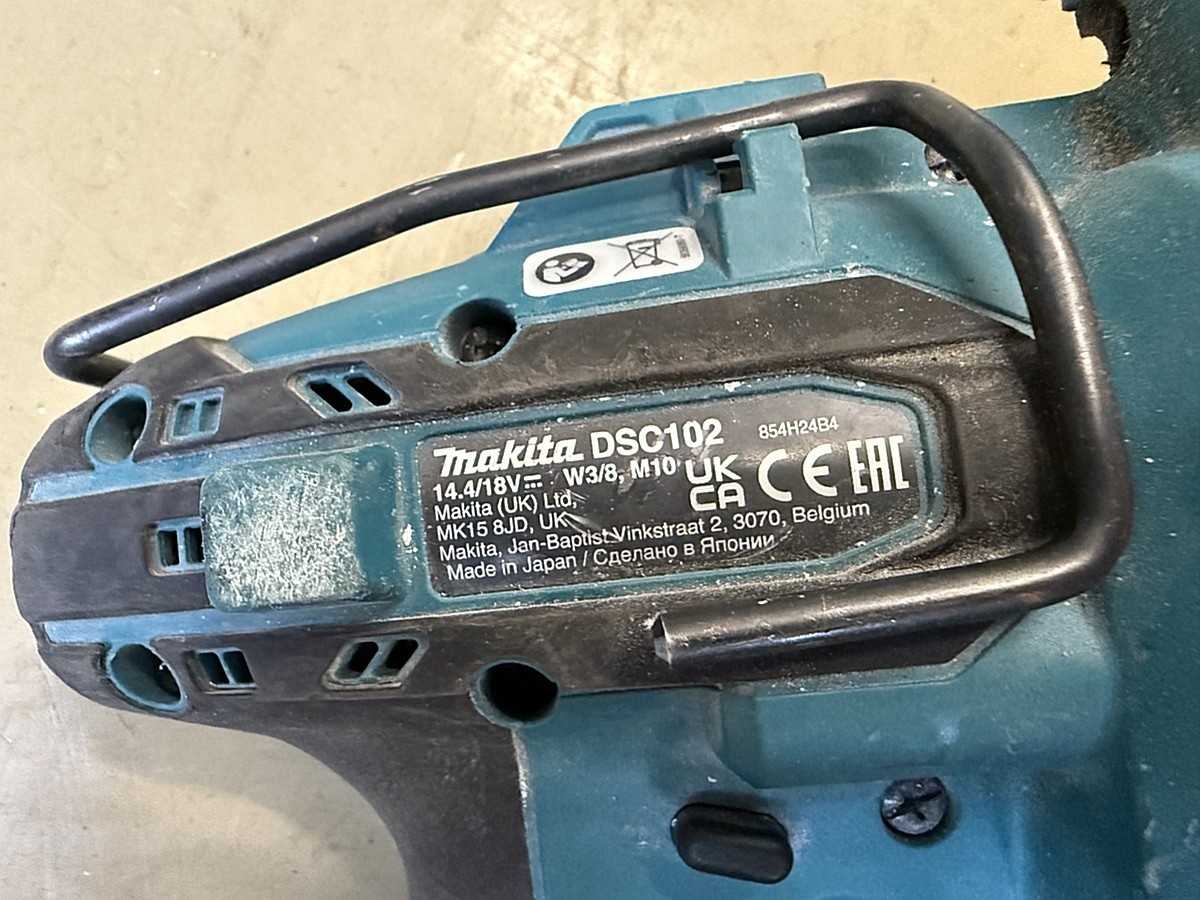 makita DSC102 854H24B4
14.4/18V⎓ W3/8, M10 UK CA CE EAC
Makita (UK) Ltd,
MK15 8JD, UK
Makita, Jan-Baptist Vinkstraat 2, 3070, Belgium
Made in Japan / Сделано в Японии